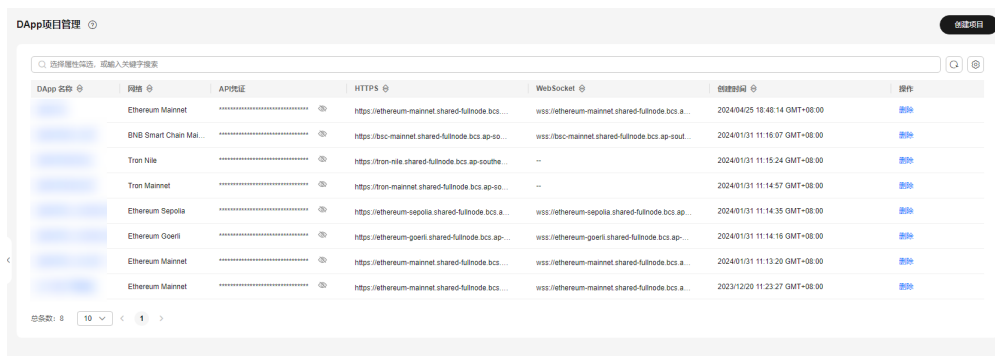 DApp项目管理
创建项目
选择属性筛选，或输入关键字搜索
DApp 名称 网络 API凭证 HTTPS WebSocket 创建时间 操作
Ethereum Mainnet ****************************** https://ethereum-mainnet.shared-fullnode.bcs.... wss://ethereum-mainnet.shared-fullnode.bcs.a... 2024/04/25 18:48:14 GMT+08:00 删除
BNB Smart Chain Mai... ****************************** https://bsc-mainnet.shared-fullnode.bcs.ap-so... wss://bsc-mainnet.shared-fullnode.bcs.ap-sout... 2024/01/31 11:16:07 GMT+08:00 删除
Tron Nile ****************************** https://tron-nile.shared-fullnode.bcs.ap-southe... -- 2024/01/31 11:15:24 GMT+08:00 删除
Tron Mainnet ****************************** https://tron-mainnet.shared-fullnode.bcs.ap-so... -- 2024/01/31 11:14:57 GMT+08:00 删除
Ethereum Sepolia ****************************** https://ethereum-sepolia.shared-fullnode.bcs.a... wss://ethereum-sepolia.shared-fullnode.bcs.ap... 2024/01/31 11:14:35 GMT+08:00 删除
Ethereum Goerli ****************************** https://ethereum-goerli.shared-fullnode.bcs.ap-... wss://ethereum-goerli.shared-fullnode.bcs.ap-... 2024/01/31 11:14:16 GMT+08:00 删除
Ethereum Mainnet ****************************** https://ethereum-mainnet.shared-fullnode.bcs.... wss://ethereum-mainnet.shared-fullnode.bcs.a... 2024/01/31 11:13:20 GMT+08:00 删除
Ethereum Mainnet ****************************** https://ethereum-mainnet.shared-fullnode.bcs.... wss://ethereum-mainnet.shared-fullnode.bcs.a... 2023/12/20 11:23:27 GMT+08:00 删除
总条数：8 10 < 1 >